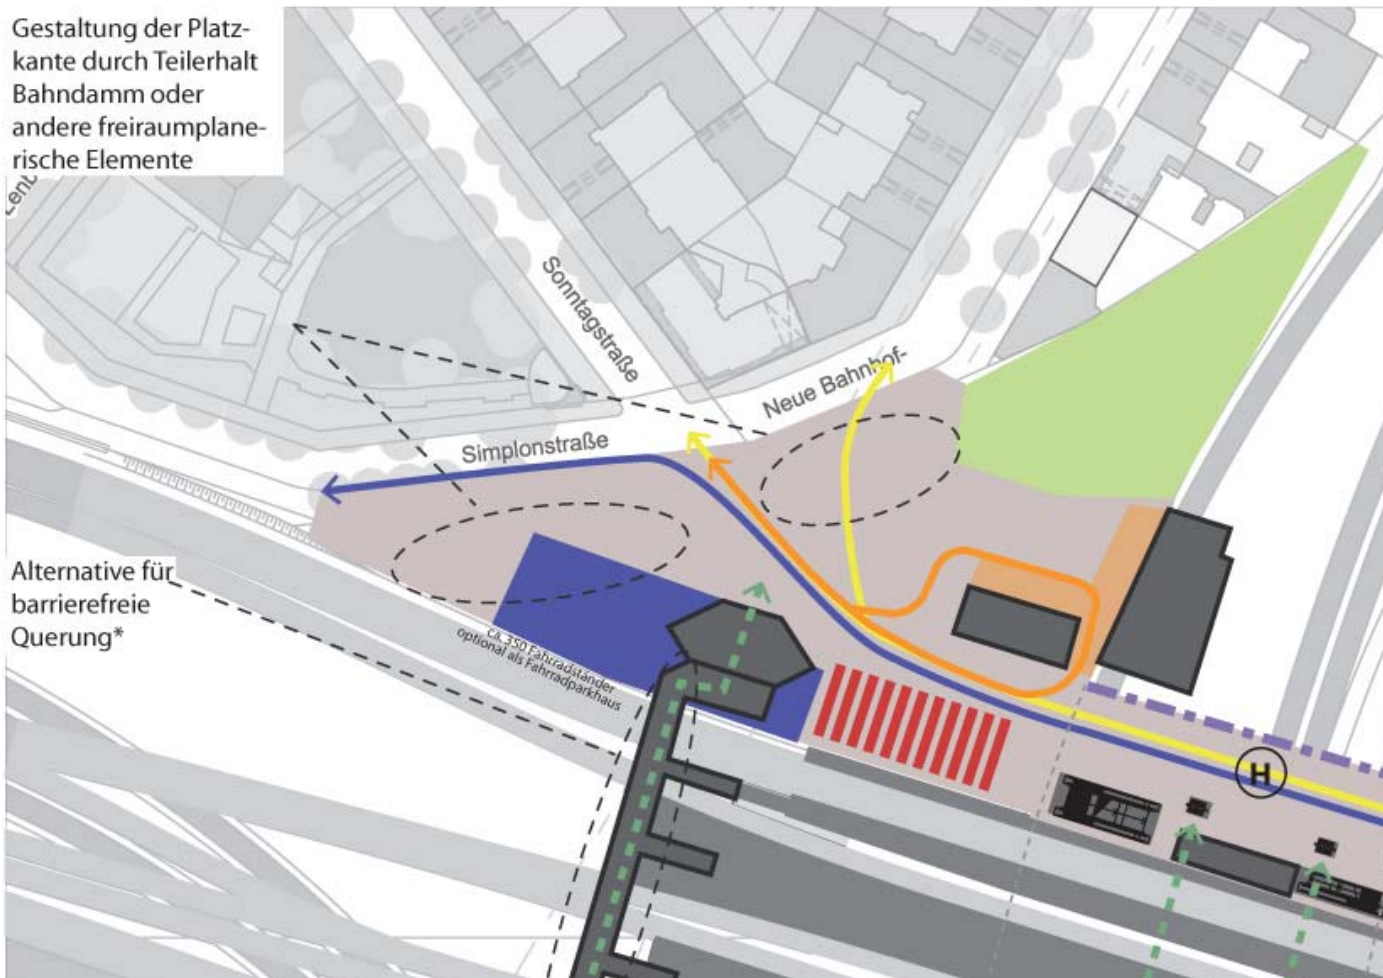 Gestaltung der Platz-
kante durch Teilerhalt
Bahndamm oder
andere freiraumplane-
rische Elemente
Sonntagstraße
Neue Bahnhof-
Simplonstraße
Alternative für
barrierefreie
Querung*
ca. 350 Fahrradständer
optional als Fahrradparkhaus
H